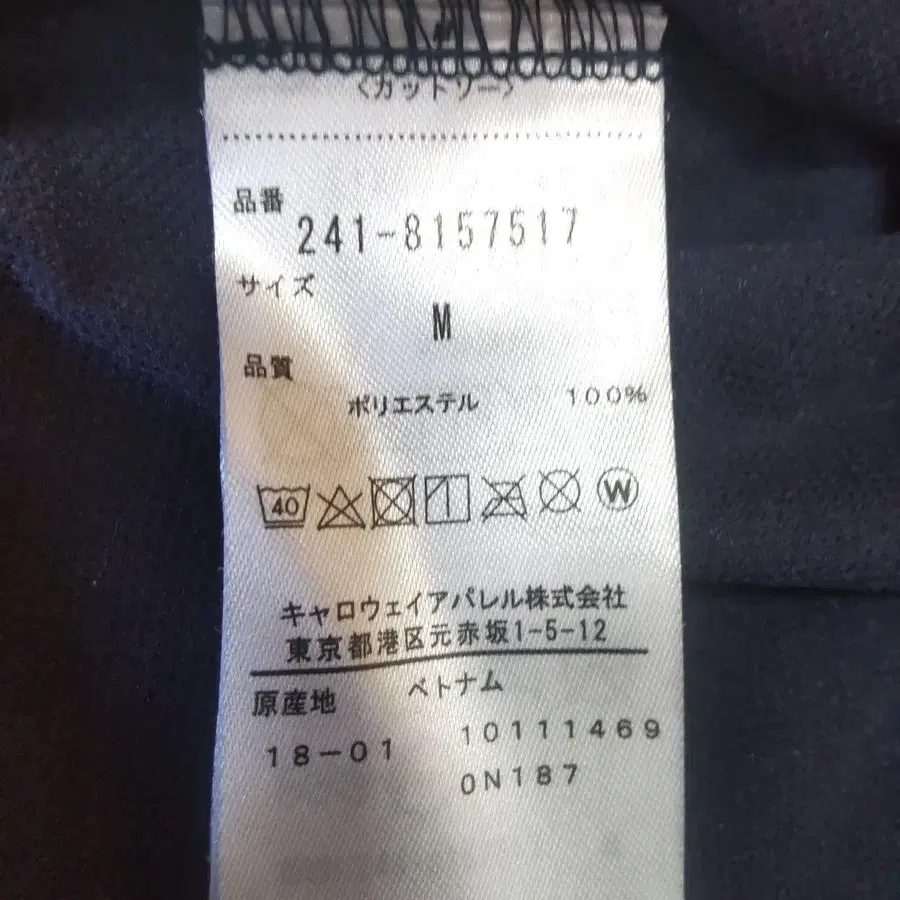 <カットソー>
品番
241-8157517
サイズ
M
品質
ポリエステル 100%
40 W
キャロウェイアパレル株式会社
東京都港区元赤坂1-5-12
原産地 ベトナム
18-01 10111469
0N187